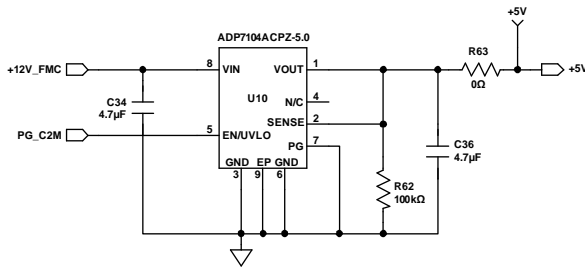 +5V
ADP7104ACPZ-5.0
R63
+12V_FMC
8
VIN
VOUT
1
+5V
0Ω
U10
N/C
4
C34
4.7µF
SENSE
2
PG_C2M
5
EN/UVLO
PG
7
C36
4.7µF
GND
EP
GND
3
9
6
R62
100kΩ